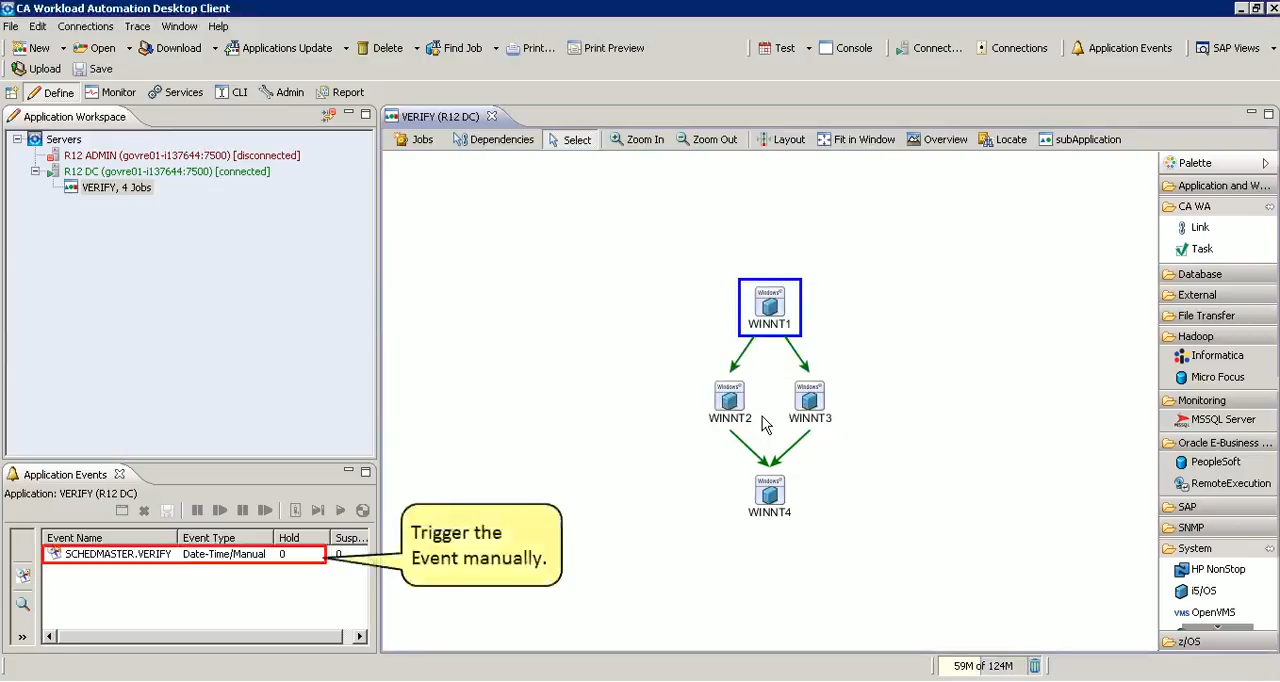 CA Workload Automation Desktop Client
File Edit Connections Trace Window Help
New Open Download Applications Update Delete Find Job Print... Print Preview Test Console Connect... Connections Application Events SAP Views
Upload Save
Define Monitor Services CLI Admin Report
Application Workspace
Servers
R12 ADMIN (govre01-i137644:7500) [disconnected]
R12 DC (govre01-i137644:7500) [connected]
VERIFY, 4 Jobs
VERIFY (R12 DC)
Jobs Dependencies Select Zoom In Zoom Out Layout Fit in Window Overview Locate subApplication
Windows®
WINNT1
Windows®
WINNT2
Windows®
WINNT3
Windows®
WINNT4
Palette
Application and W...
CA WA
Link
Task
Database
External
File Transfer
Hadoop
Informatica
Micro Focus
Monitoring
MSSQL
MSSQL Server
Oracle E-Business ...
PeopleSoft
RemoteExecution
SAP
SNMP
System
HP NonStop
i5/OS
VMS OpenVMS
z/OS
Application Events
Application: VERIFY (R12 DC)
Event Name Event Type Hold Susp...
SCHEDMASTER.VERIFY Date-Time/Manual 0 0
Trigger the
Event manually.
59M of 124M